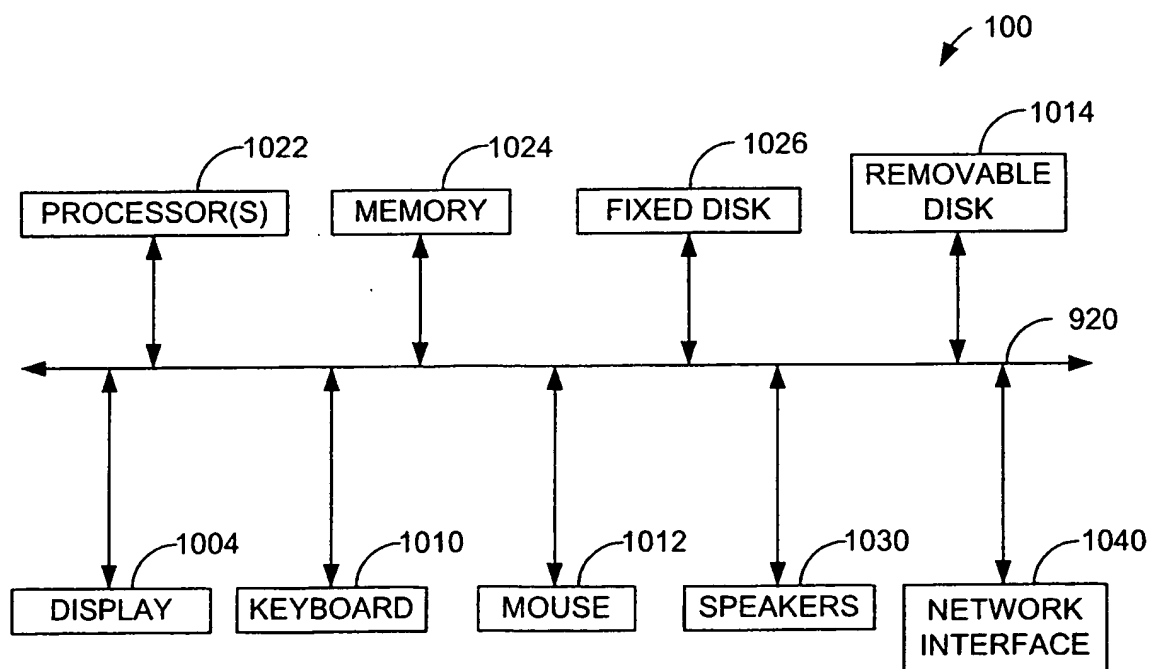 100
1022
1024
1026
1014
PROCESSOR(S)
MEMORY
FIXED DISK
REMOVABLE
DISK
920
1004
1010
1012
1030
1040
DISPLAY
KEYBOARD
MOUSE
SPEAKERS
NETWORK
INTERFACE